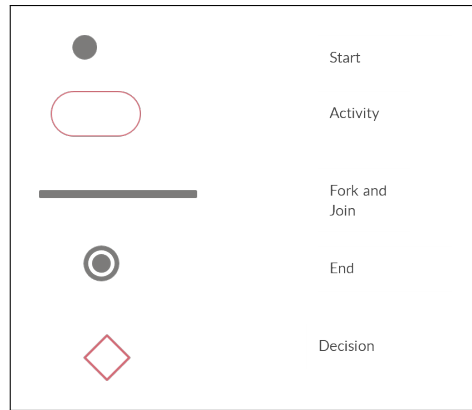 Start
Activity
Fork and
Join
End
Decision